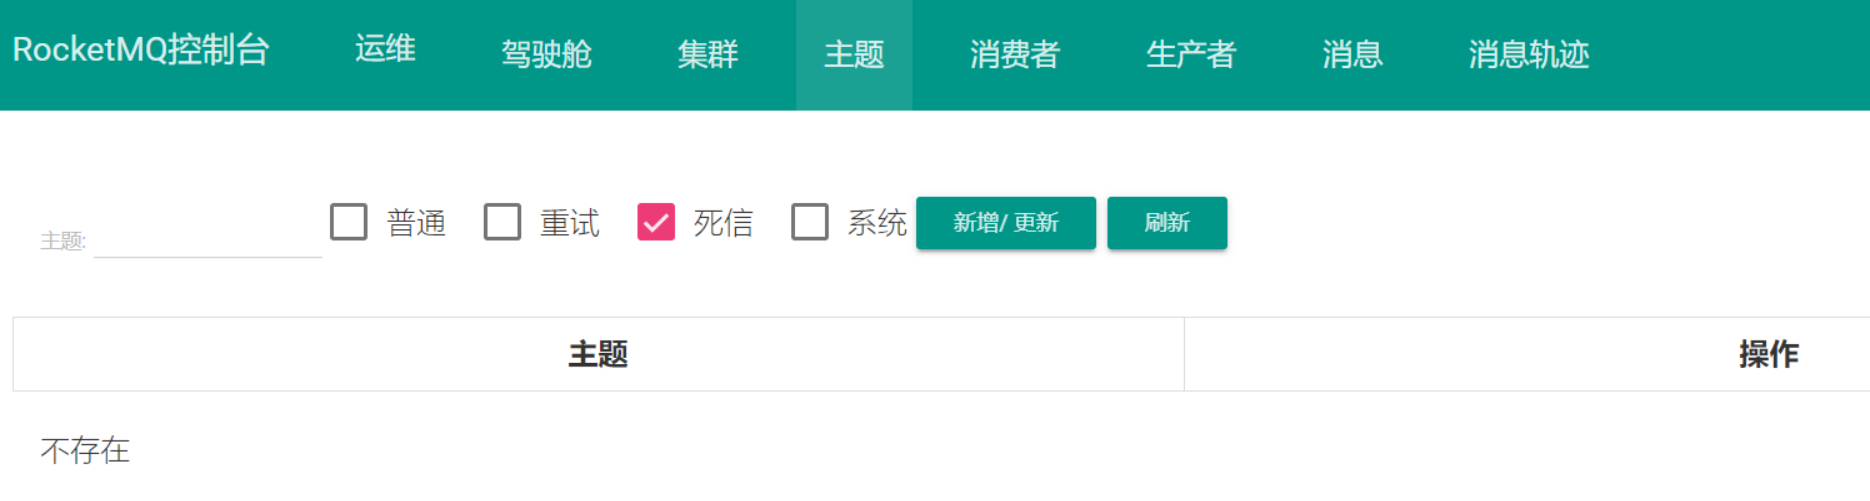 RocketMQ控制台 运维 驾驶舱 集群 主题 消费者 生产者 消息 消息轨迹
主题: 普通 重试 死信 系统 新增/ 更新 刷新
主题 操作
不存在